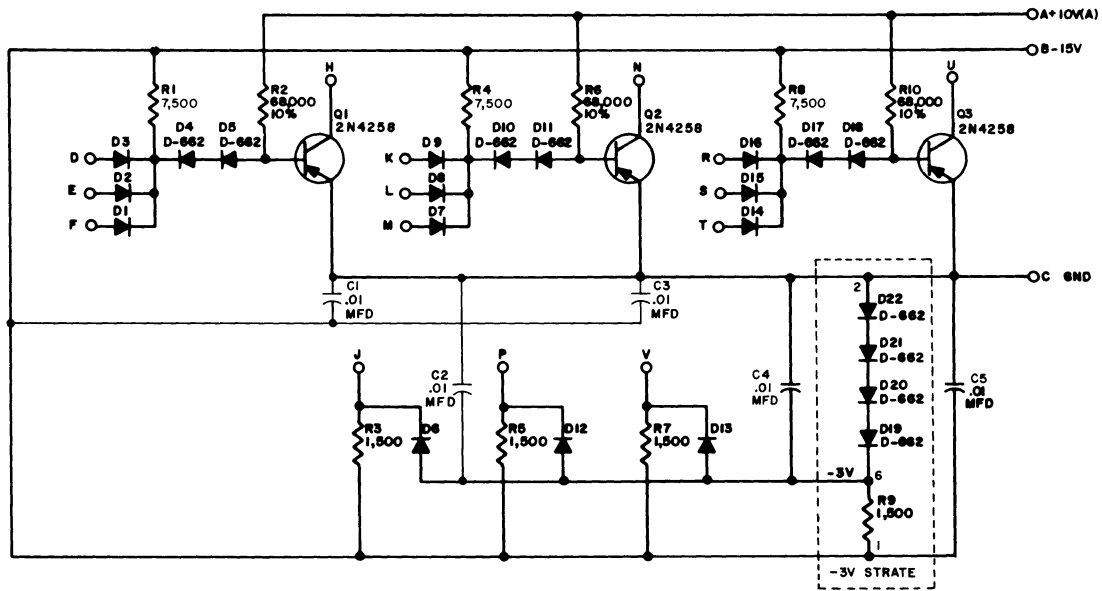 A+10V(A)
B-15V
H
N
U
R1
7,500
R2
68,000
10%
Q1
2N4258
R4
7,500
R6
68,000
10%
Q2
2N4258
R8
7,500
R10
68,000
10%
Q3
2N4258
D
D3
D4
D-662
D5
D-662
E
D2
F
D1
K
D9
D10
D-662
D11
D-662
L
D8
M
D7
R
D16
D17
D-662
D18
D-662
S
D15
T
D14
C GND
C1
.01
MFD
C3
.01
MFD
2
D22
D-662
D21
D-662
D20
D-662
D19
D-662
J
P
V
C2
.01
MFD
C4
.01
MFD
C5
.01
MFD
R3
1,500
D6
R5
1,500
D12
R7
1,500
D13
-3V
6
R9
1,500
1
-3V STRATE